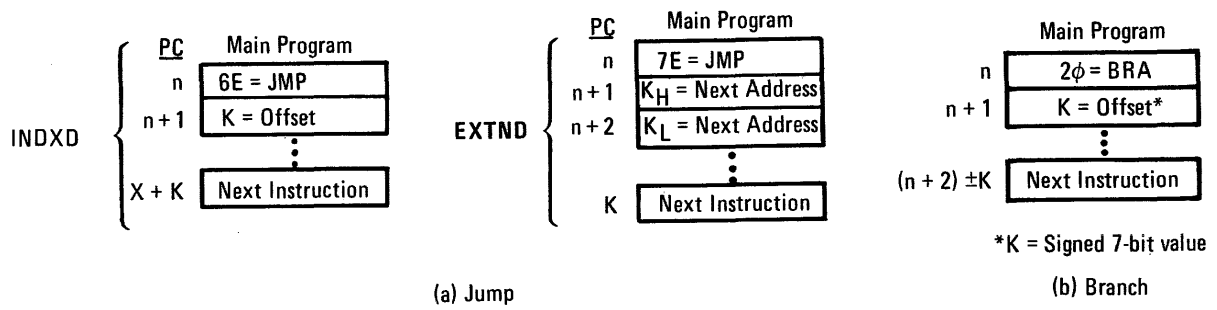 INDXD
PC Main Program
n 6E = JMP
n + 1 K = Offset
X + K Next Instruction
EXTND
PC Main Program
n 7E = JMP
n + 1 KH = Next Address
n + 2 KL = Next Address
K Next Instruction
(a) Jump
Main Program
n 2ϕ = BRA
n + 1 K = Offset*
(n + 2) ±K Next Instruction
*K = Signed 7-bit value
(b) Branch